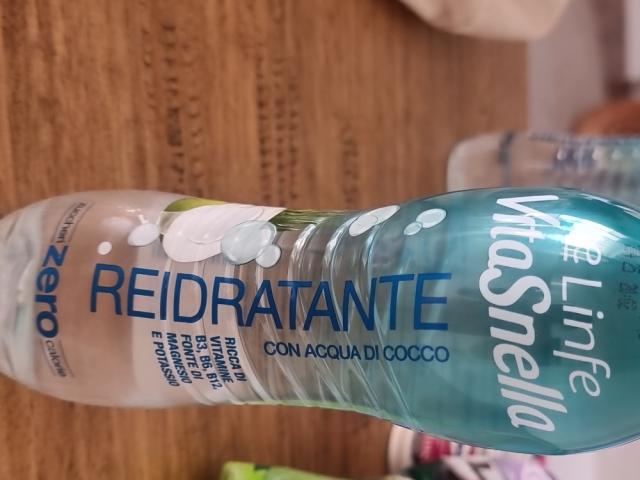 le Linfe
VitaSnella
REIDRATANTE
CON ACQUA DI COCCO
RICCA DI
VITAMINE
B3, B6, B12,
FONTE DI
MAGNESIO
E POTASSIO
zuccheri
zero
calorie